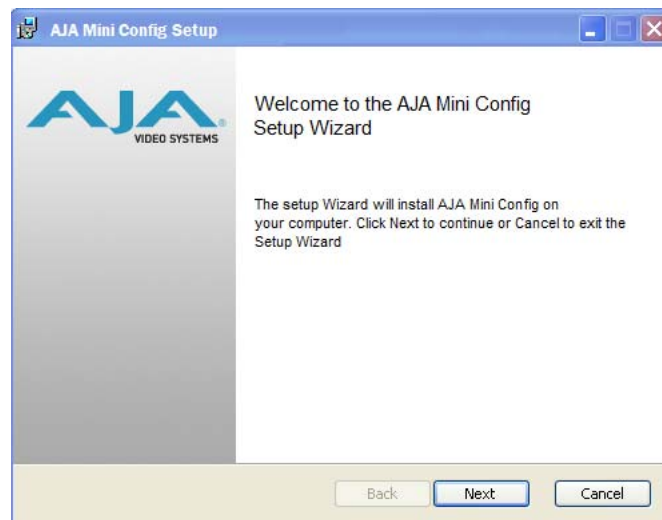 AJA Mini Config Setup
AJA
VIDEO SYSTEMS
Welcome to the AJA Mini Config
Setup Wizard
The setup Wizard will install AJA Mini Config on
your computer. Click Next to continue or Cancel to exit the
Setup Wizard
Back
Next
Cancel